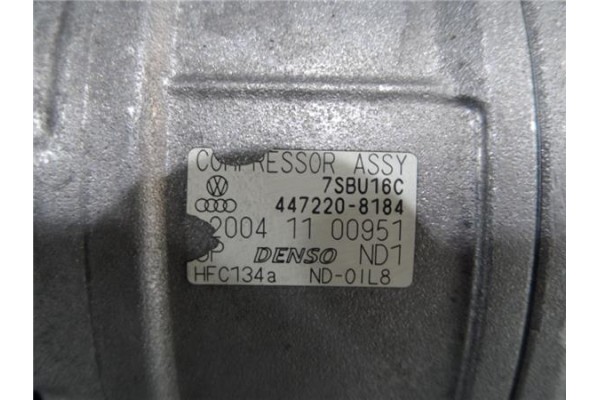 COMPRESSOR ASSY
7SBU16C
447220-8184
2004 11 00951
DENSO ND1
HFC134a ND-OIL8